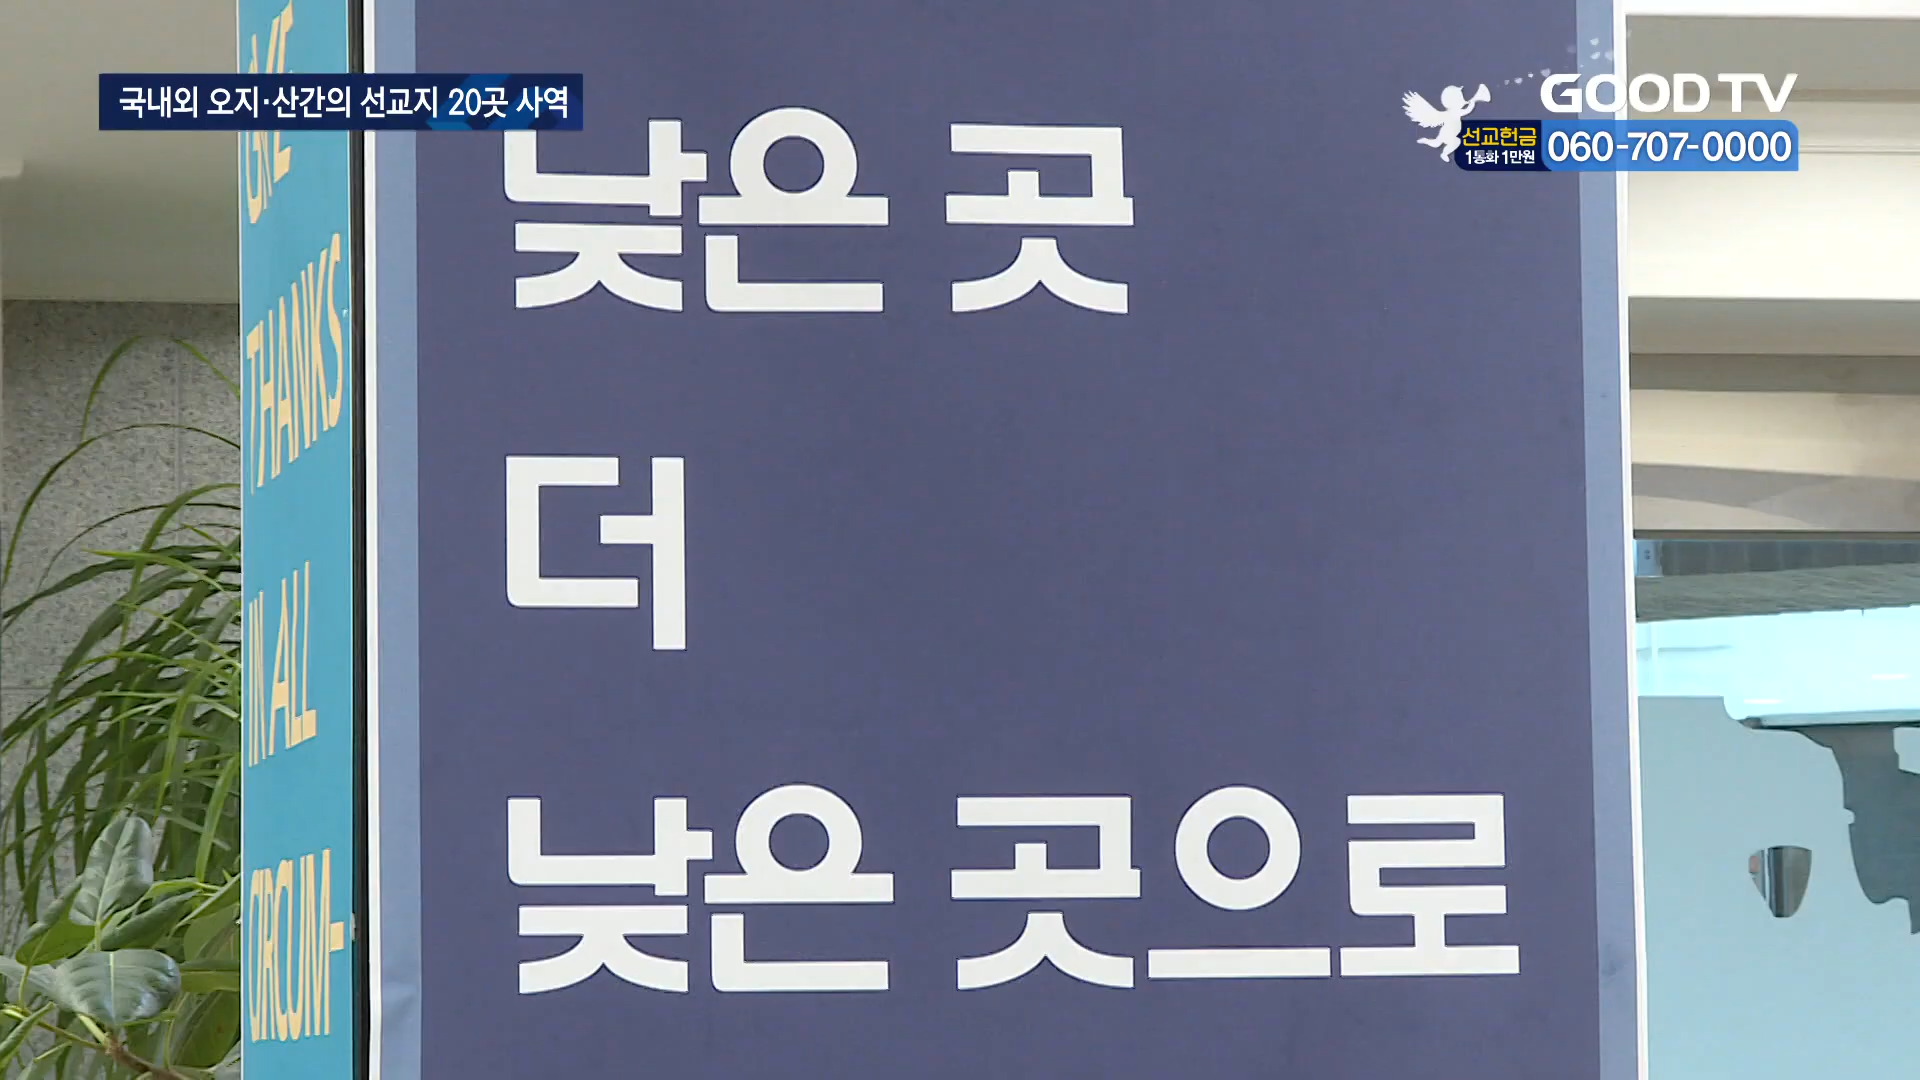 국내외 오지·산간의 선교지 20곳 사역
GOOD TV
선교헌금
1통화 1만원
060-707-0000
GIVE
THANKS
IN ALL
CIRCUM-
낮은 곳
더
낮은 곳으로